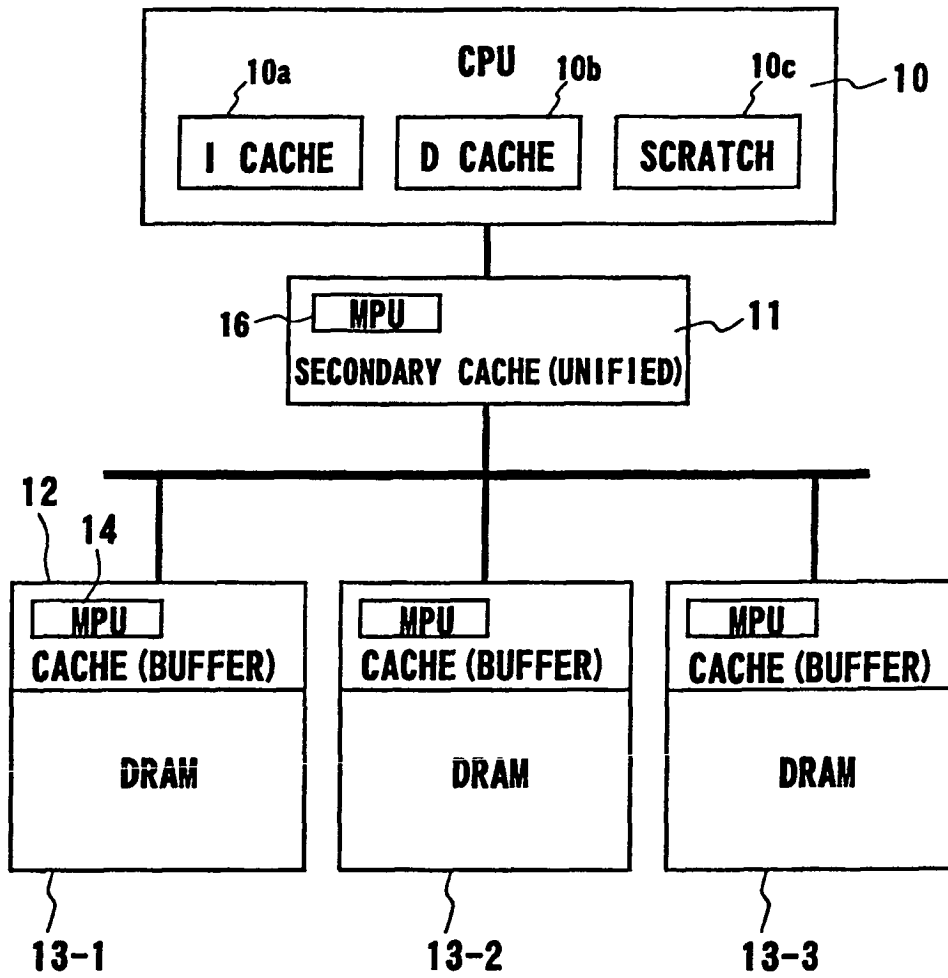 CPU
10a
10b
10c
10
I CACHE
D CACHE
SCRATCH
16
MPU
11
SECONDARY CACHE (UNIFIED)
12
14
MPU
MPU
MPU
CACHE (BUFFER)
CACHE (BUFFER)
CACHE (BUFFER)
DRAM
DRAM
DRAM
13-1
13-2
13-3